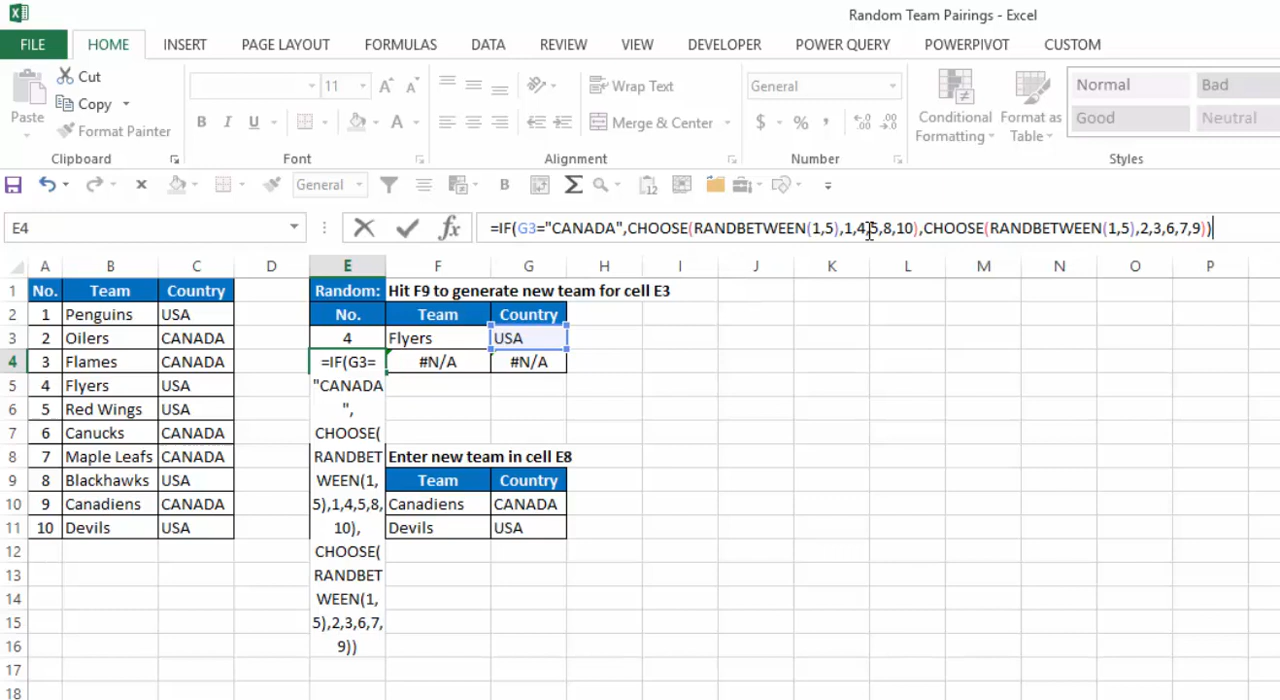 Random Team Pairings - Excel
FILE HOME INSERT PAGE LAYOUT FORMULAS DATA REVIEW VIEW DEVELOPER POWER QUERY POWERPIVOT CUSTOM
Cut 11 A A Wrap Text General Normal Bad
Paste Copy Format Painter B I U A Merge & Center $ % , .00 .0 Conditional Formatting Format as Table Good Neutral
Clipboard Font Alignment Number Styles
General B Σ
E4 fx =IF(G3="CANADA",CHOOSE(RANDBETWEEN(1,5),1,4,5,8,10),CHOOSE(RANDBETWEEN(1,5),2,3,6,7,9))
A B C D E F G H I J K L M N O P
1 No. Team Country Random: Hit F9 to generate new team for cell E3
2 1 Penguins USA No. Team Country
3 2 Oilers CANADA 4 Flyers USA
4 3 Flames CANADA =IF(G3= #N/A #N/A
5 4 Flyers USA "CANADA
6 5 Red Wings USA ",
7 6 Canucks CANADA CHOOSE(
8 7 Maple Leafs CANADA RANDBET Enter new team in cell E8
9 8 Blackhawks USA WEEN(1, Team Country
10 9 Canadiens CANADA 5),1,4,5,8, Canadiens CANADA
11 10 Devils USA 10), Devils USA
12 CHOOSE(
13 RANDBET
14 WEEN(1,
15 5),2,3,6,7,
16 9))
17
18